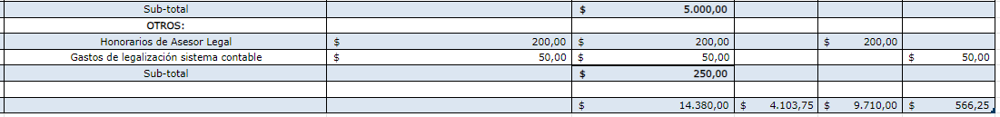 Sub-total $ 5.000,00
OTROS:
Honorarios de Asesor Legal $ 200,00 $ 200,00 $ 200,00
Gastos de legalización sistema contable $ 50,00 $ 50,00 $ 50,00
Sub-total $ 250,00
$ 14.380,00 $ 4.103,75 $ 9.710,00 $ 566,25